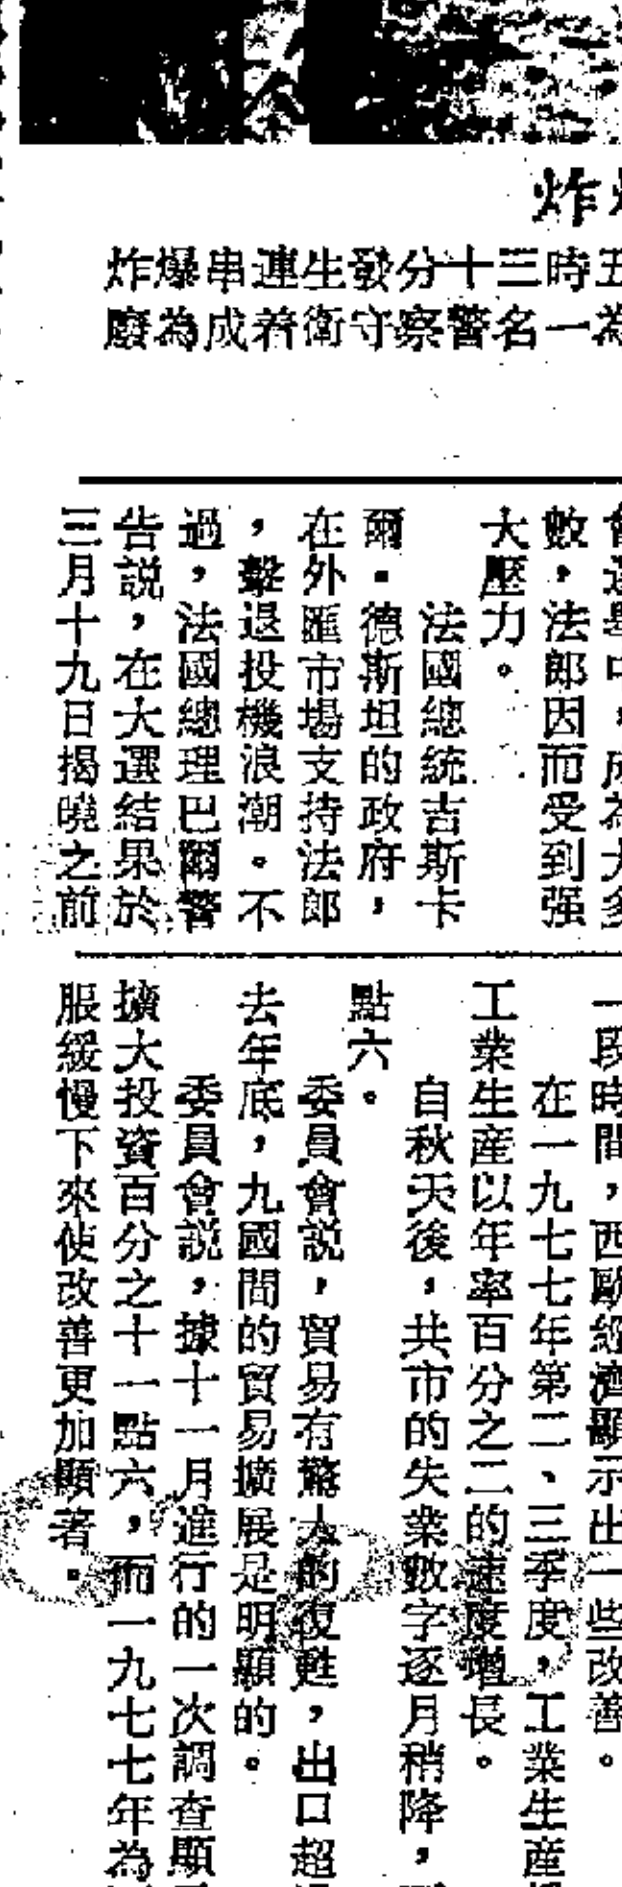 炸
五時三十分發生連串爆炸
為一名警察守衛着成為廢
會選舉中，成為大多
數，法郎因而受到强
大壓力。
法國總統吉斯卡
爾·德斯坦的政府，
在外匯市場支持法郎
，擊退投機浪潮。不
過，法國總理巴爾警
告説，在大選結果於
三月十九日揭曉之前
一段時間，西歐經濟顯示出一些改善。
在一九七七年第二、三季度，工業生産
工業生産以年率百分之二的速度增長。
自秋天後，共市的失業數字逐月稍降，
點六。
委員會説，貿易有驚人的復甦，出口超
去年底，九國間的貿易擴展是明顯的。
委員會説，據十一月進行的一次調查顯
擴大投資百分之十一點六，而一九七七年為
服緩慢下來使改善更加顯著。